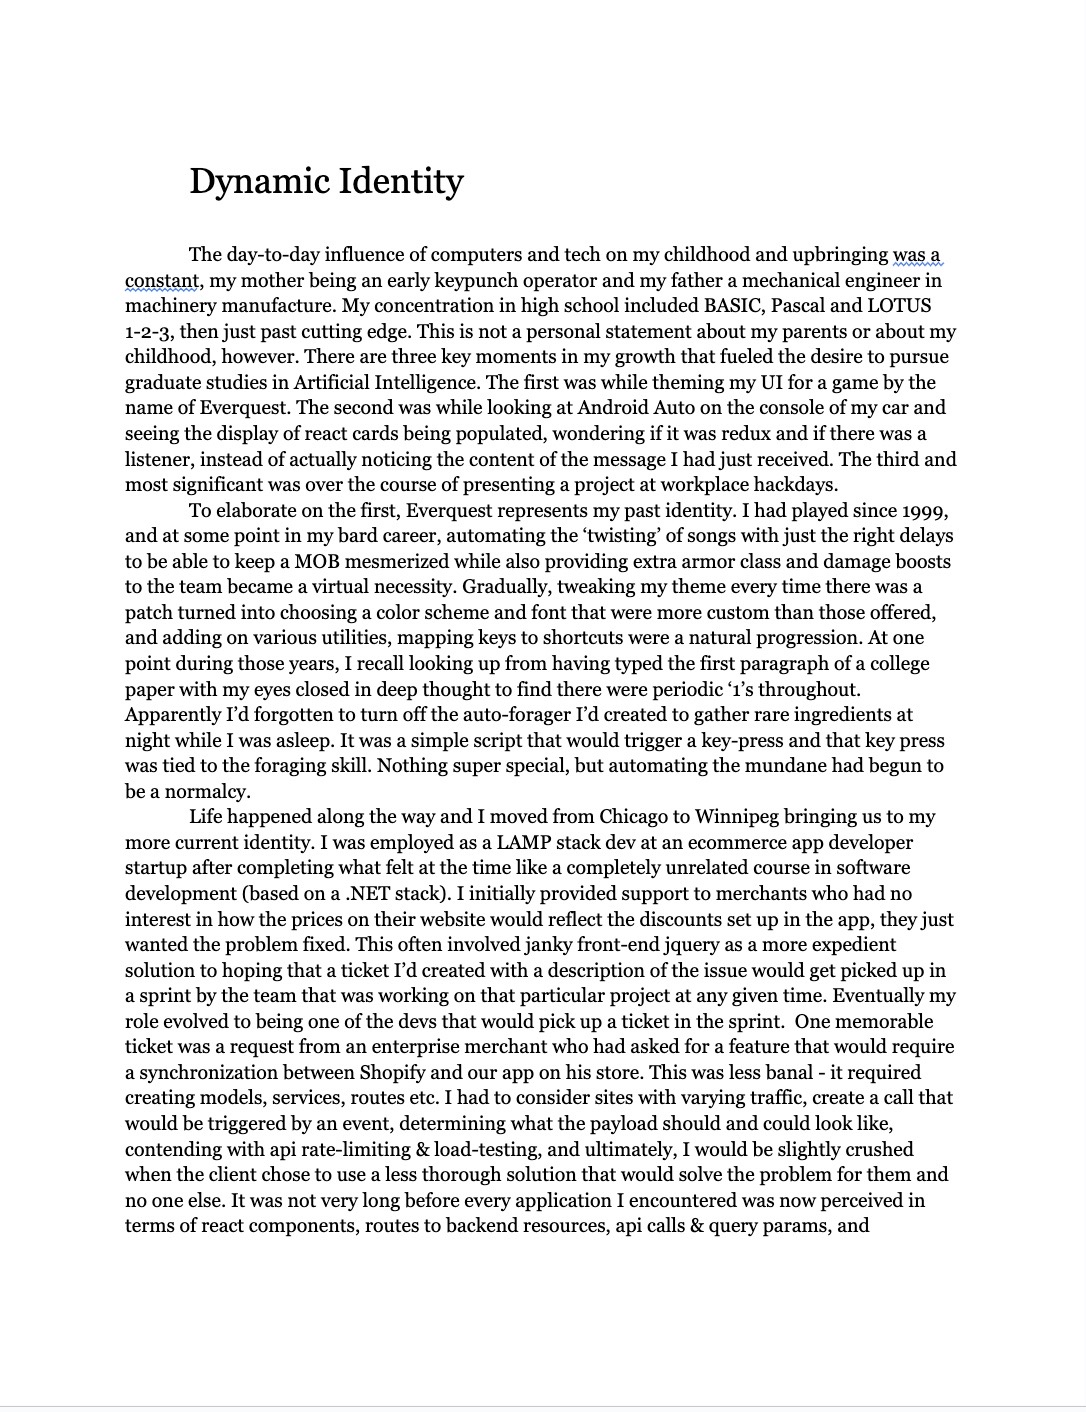 Dynamic Identity
The day-to-day influence of computers and tech on my childhood and upbringing was a
constant, my mother being an early keypunch operator and my father a mechanical engineer in
machinery manufacture. My concentration in high school included BASIC, Pascal and LOTUS
1-2-3, then just past cutting edge. This is not a personal statement about my parents or about my
childhood, however. There are three key moments in my growth that fueled the desire to pursue
graduate studies in Artificial Intelligence. The first was while theming my UI for a game by the
name of Everquest. The second was while looking at Android Auto on the console of my car and
seeing the display of react cards being populated, wondering if it was redux and if there was a
listener, instead of actually noticing the content of the message I had just received. The third and
most significant was over the course of presenting a project at workplace hackdays.
To elaborate on the first, Everquest represents my past identity. I had played since 1999,
and at some point in my bard career, automating the ‘twisting’ of songs with just the right delays
to be able to keep a MOB mesmerized while also providing extra armor class and damage boosts
to the team became a virtual necessity. Gradually, tweaking my theme every time there was a
patch turned into choosing a color scheme and font that were more custom than those offered,
and adding on various utilities, mapping keys to shortcuts were a natural progression. At one
point during those years, I recall looking up from having typed the first paragraph of a college
paper with my eyes closed in deep thought to find there were periodic ‘1’s throughout.
Apparently I’d forgotten to turn off the auto-forager I’d created to gather rare ingredients at
night while I was asleep. It was a simple script that would trigger a key-press and that key press
was tied to the foraging skill. Nothing super special, but automating the mundane had begun to
be a normalcy.
Life happened along the way and I moved from Chicago to Winnipeg bringing us to my
more current identity. I was employed as a LAMP stack dev at an ecommerce app developer
startup after completing what felt at the time like a completely unrelated course in software
development (based on a .NET stack). I initially provided support to merchants who had no
interest in how the prices on their website would reflect the discounts set up in the app, they just
wanted the problem fixed. This often involved janky front-end jquery as a more expedient
solution to hoping that a ticket I’d created with a description of the issue would get picked up in
a sprint by the team that was working on that particular project at any given time. Eventually my
role evolved to being one of the devs that would pick up a ticket in the sprint.  One memorable
ticket was a request from an enterprise merchant who had asked for a feature that would require
a synchronization between Shopify and our app on his store. This was less banal - it required
creating models, services, routes etc. I had to consider sites with varying traffic, create a call that
would be triggered by an event, determining what the payload should and could look like,
contending with api rate-limiting & load-testing, and ultimately, I would be slightly crushed
when the client chose to use a less thorough solution that would solve the problem for them and
no one else. It was not very long before every application I encountered was now perceived in
terms of react components, routes to backend resources, api calls & query params, and